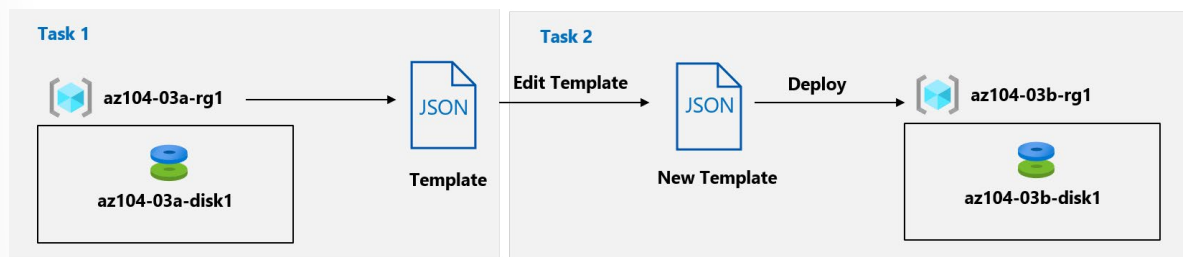 Task 1
az104-03a-rg1
JSON
Template
az104-03a-disk1
Task 2
Edit Template
JSON
New Template
Deploy
az104-03b-rg1
az104-03b-disk1